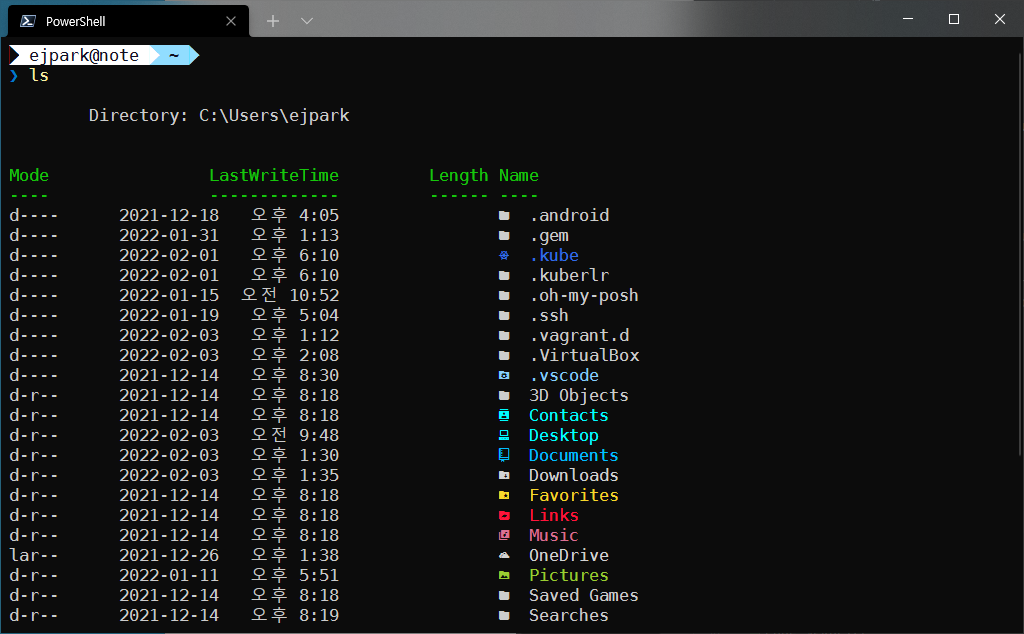 PowerShell
ejpark@note ~
❯ ls
Directory: C:\Users\ejpark
Mode LastWriteTime Length Name
---- ------------- ------ ----
d---- 2021-12-18 오후 4:05 .android
d---- 2022-01-31 오후 1:13 .gem
d---- 2022-02-01 오후 6:10 .kube
d---- 2022-02-01 오후 6:10 .kuberlr
d---- 2022-01-15 오전 10:52 .oh-my-posh
d---- 2022-01-19 오후 5:04 .ssh
d---- 2022-02-03 오후 1:12 .vagrant.d
d---- 2022-02-03 오후 2:08 .VirtualBox
d---- 2021-12-14 오후 8:30 .vscode
d-r-- 2021-12-14 오후 8:18 3D Objects
d-r-- 2021-12-14 오후 8:18 Contacts
d-r-- 2022-02-03 오전 9:48 Desktop
d-r-- 2022-02-03 오후 1:30 Documents
d-r-- 2022-02-03 오후 1:35 Downloads
d-r-- 2021-12-14 오후 8:18 Favorites
d-r-- 2021-12-14 오후 8:18 Links
d-r-- 2021-12-14 오후 8:18 Music
lar-- 2021-12-26 오후 1:38 OneDrive
d-r-- 2022-01-11 오후 5:51 Pictures
d-r-- 2021-12-14 오후 8:18 Saved Games
d-r-- 2021-12-14 오후 8:19 Searches